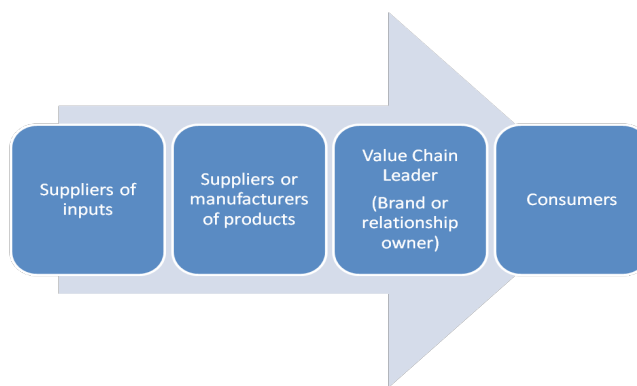 Suppliers of
inputs
Suppliers or
manufacturers
of products
Value Chain
Leader
(Brand or
relationship
owner)
Consumers